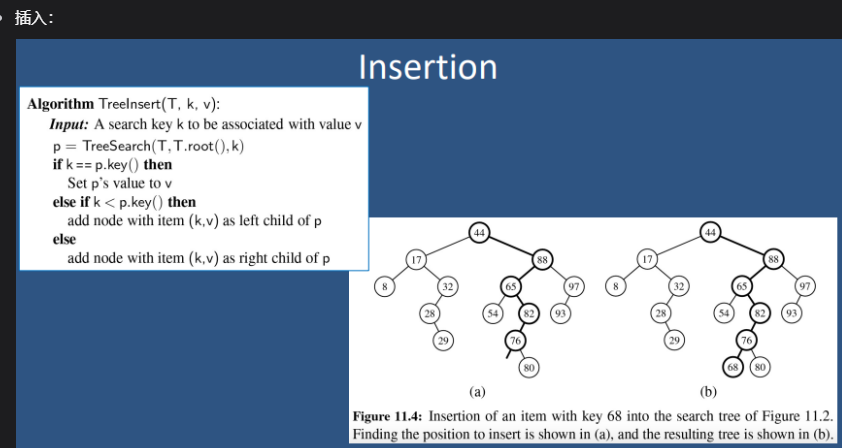 插入：
Insertion
Algorithm TreeInsert(T, k, v):
Input: A search key k to be associated with value v
p = TreeSearch(T,T.root(),k)
if k == p.key() then
Set p's value to v
else if k < p.key() then
add node with item (k,v) as left child of p
else
add node with item (k,v) as right child of p
44
17 88
8 32 65 97
28 54 82 93
29 76
80
(a)
44
17 88
8 32 65 97
28 54 82 93
29 76
68 80
(b)
Figure 11.4: Insertion of an item with key 68 into the search tree of Figure 11.2.
Finding the position to insert is shown in (a), and the resulting tree is shown in (b).